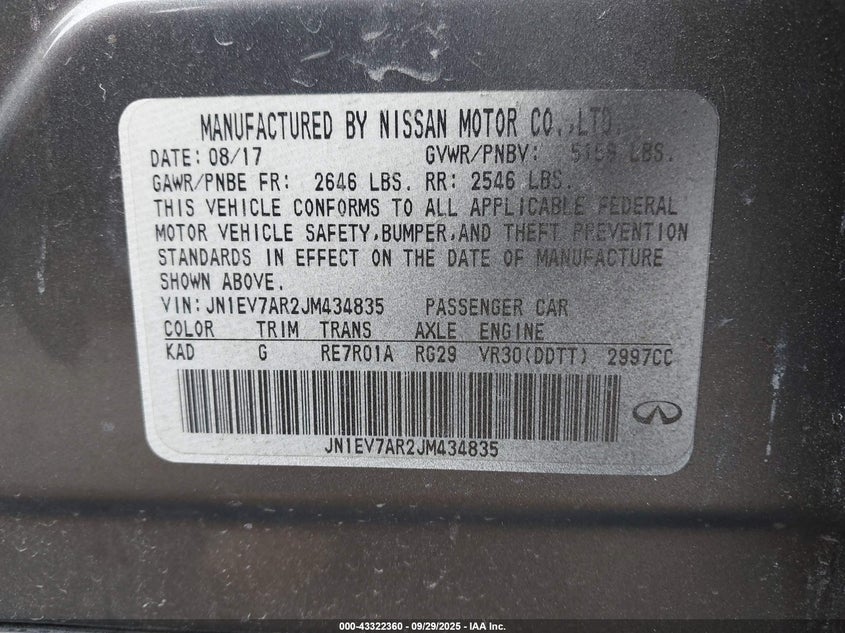 MANUFACTURED BY NISSAN MOTOR CO.,LTD.
DATE: 08/17 GVWR/PNBV: 5159 LBS.
GAWR/PNBE FR: 2646 LBS. RR: 2546 LBS.
THIS VEHICLE CONFORMS TO ALL APPLICABLE FEDERAL
MOTOR VEHICLE SAFETY,BUMPER,AND THEFT PREVENTION
STANDARDS IN EFFECT ON THE DATE OF MANUFACTURE
SHOWN ABOVE.
VIN: JN1EV7AR2JM434835 PASSENGER CAR
COLOR TRIM TRANS AXLE ENGINE
KAD G RE7R01A RG29 VR30(DDTT) 2997CC
JN1EV7AR2JM434835
000-43322360 - 09/29/2025 - IAA Inc.